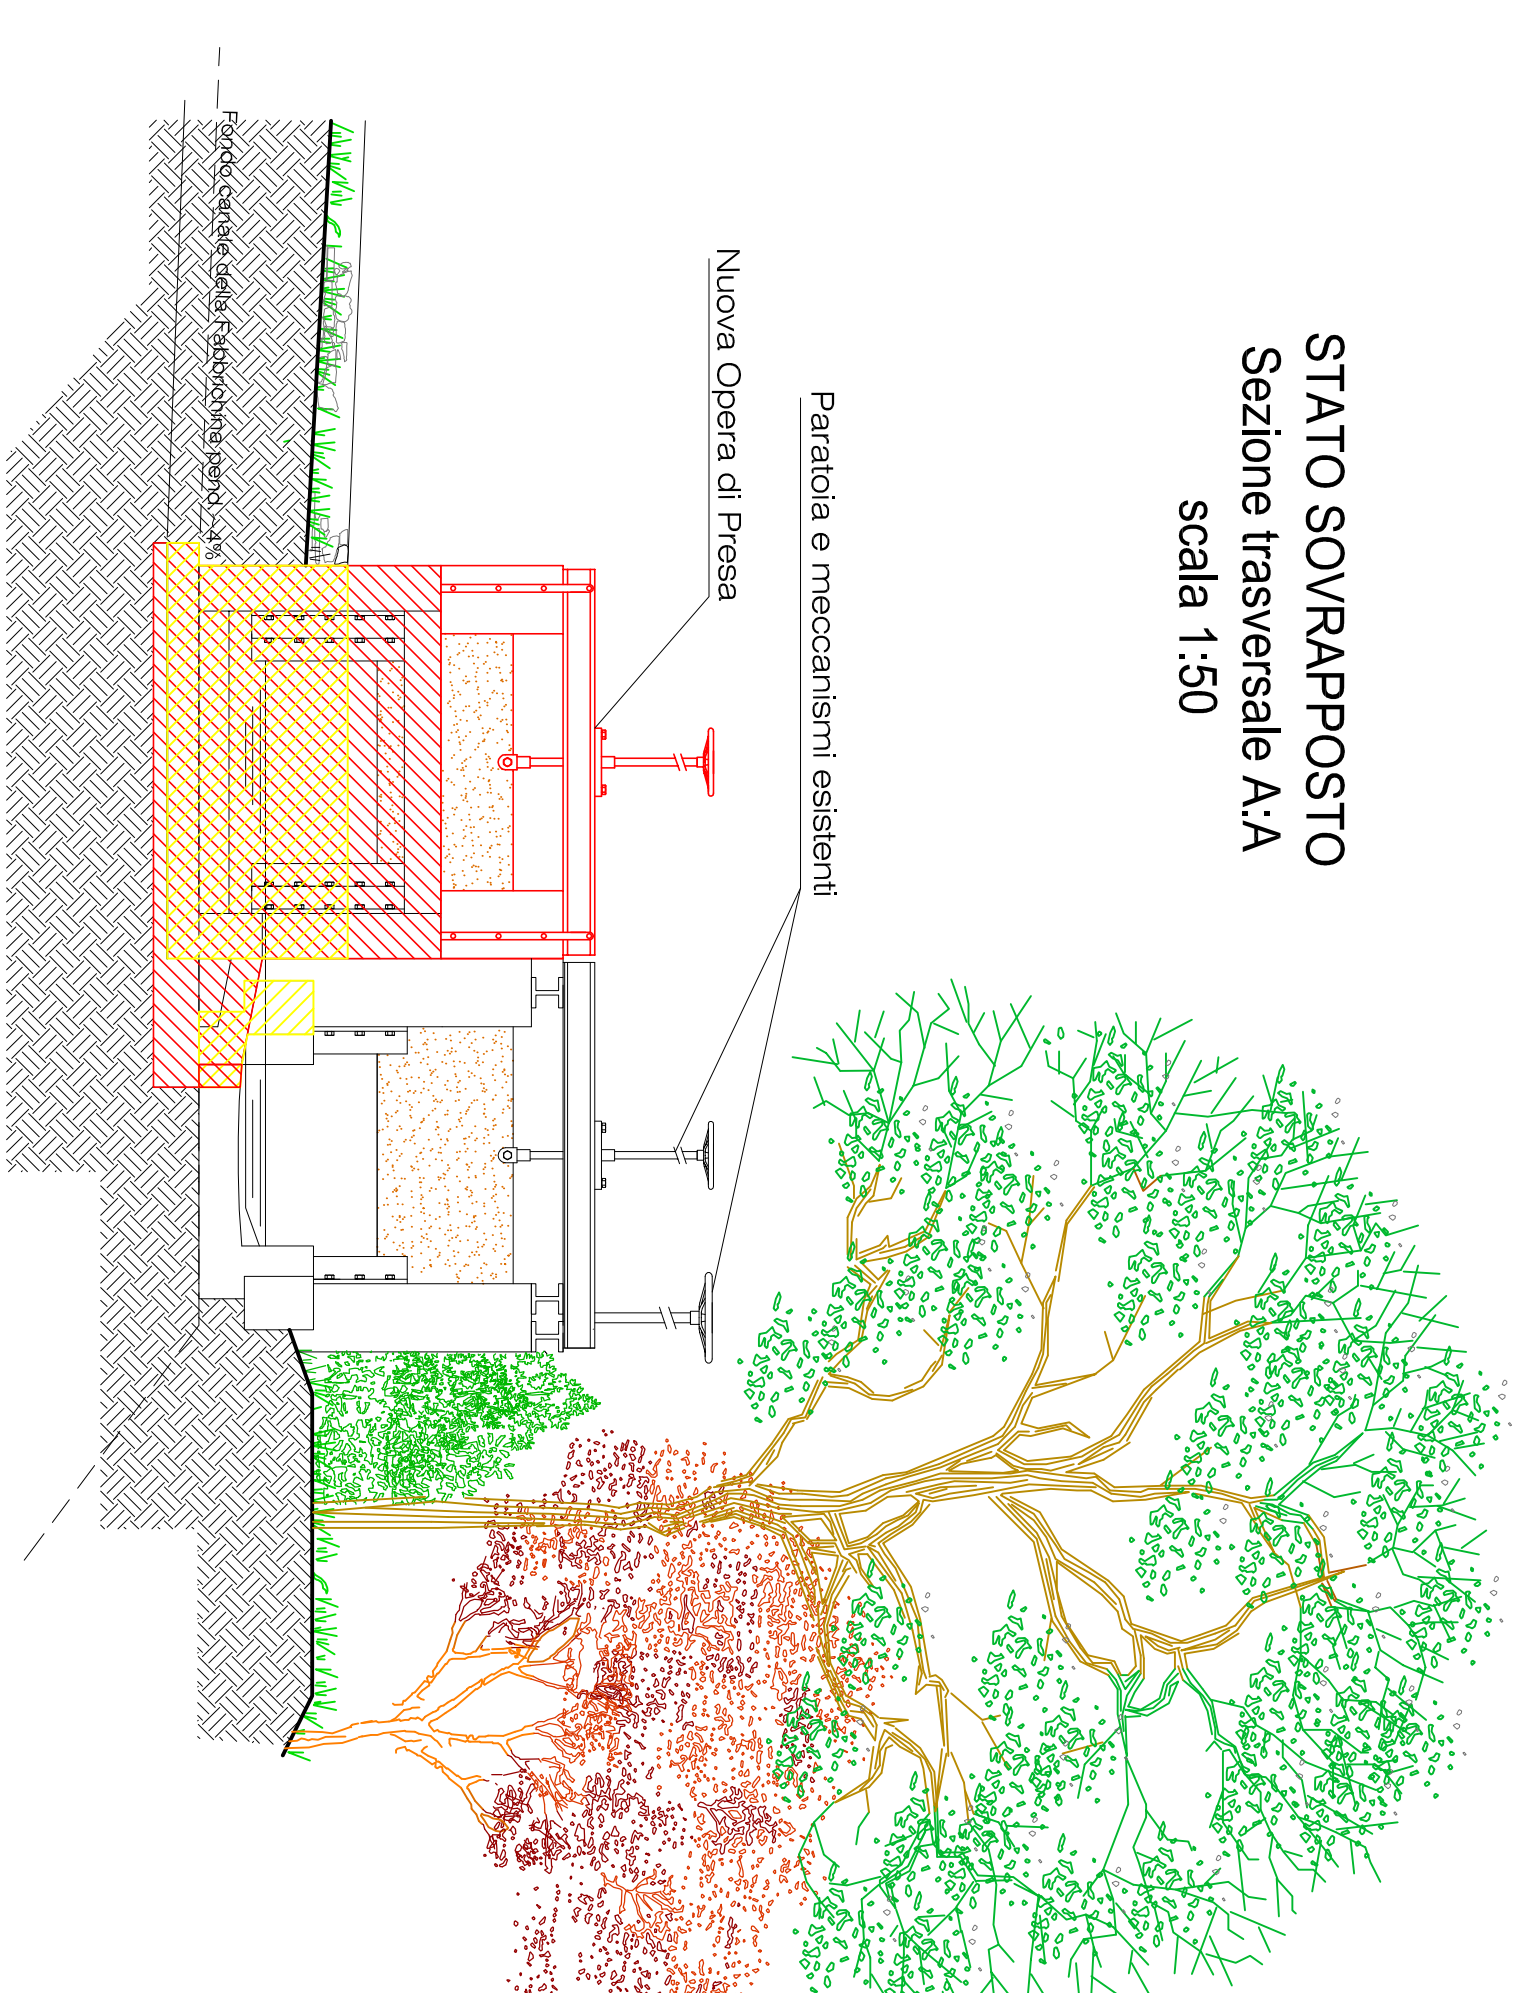 STATO SOVRAPPOSTO
Sezione trasversale A:A
scala 1:50
Paratoia e meccanismi esistenti
Nuova Opera di Presa
Fondo canale della Fabbrichina pend. ~4%